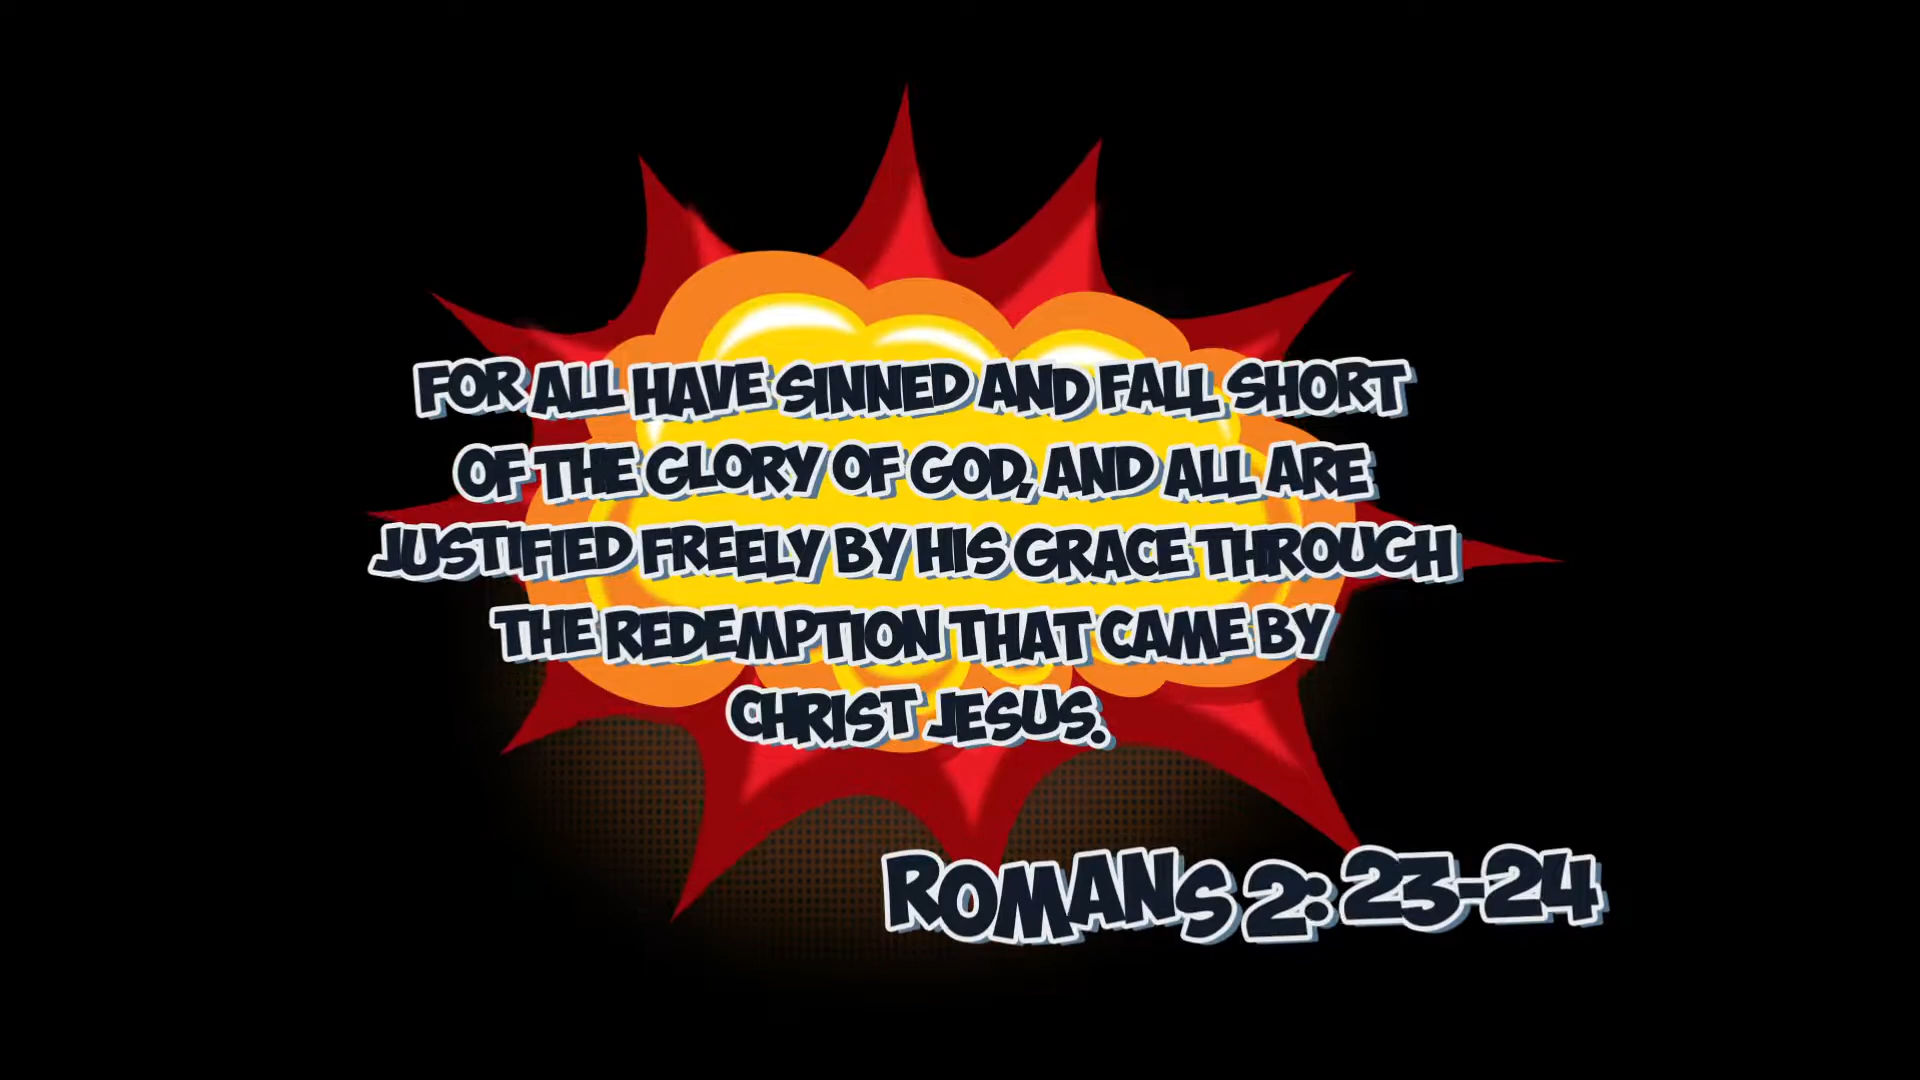 FOR ALL HAVE SINNED AND FALL SHORT
OF THE GLORY OF GOD, AND ALL ARE
JUSTIFIED FREELY BY HIS GRACE THROUGH
THE REDEMPTION THAT CAME BY
CHRIST JESUS.
ROMANS 2:23-24